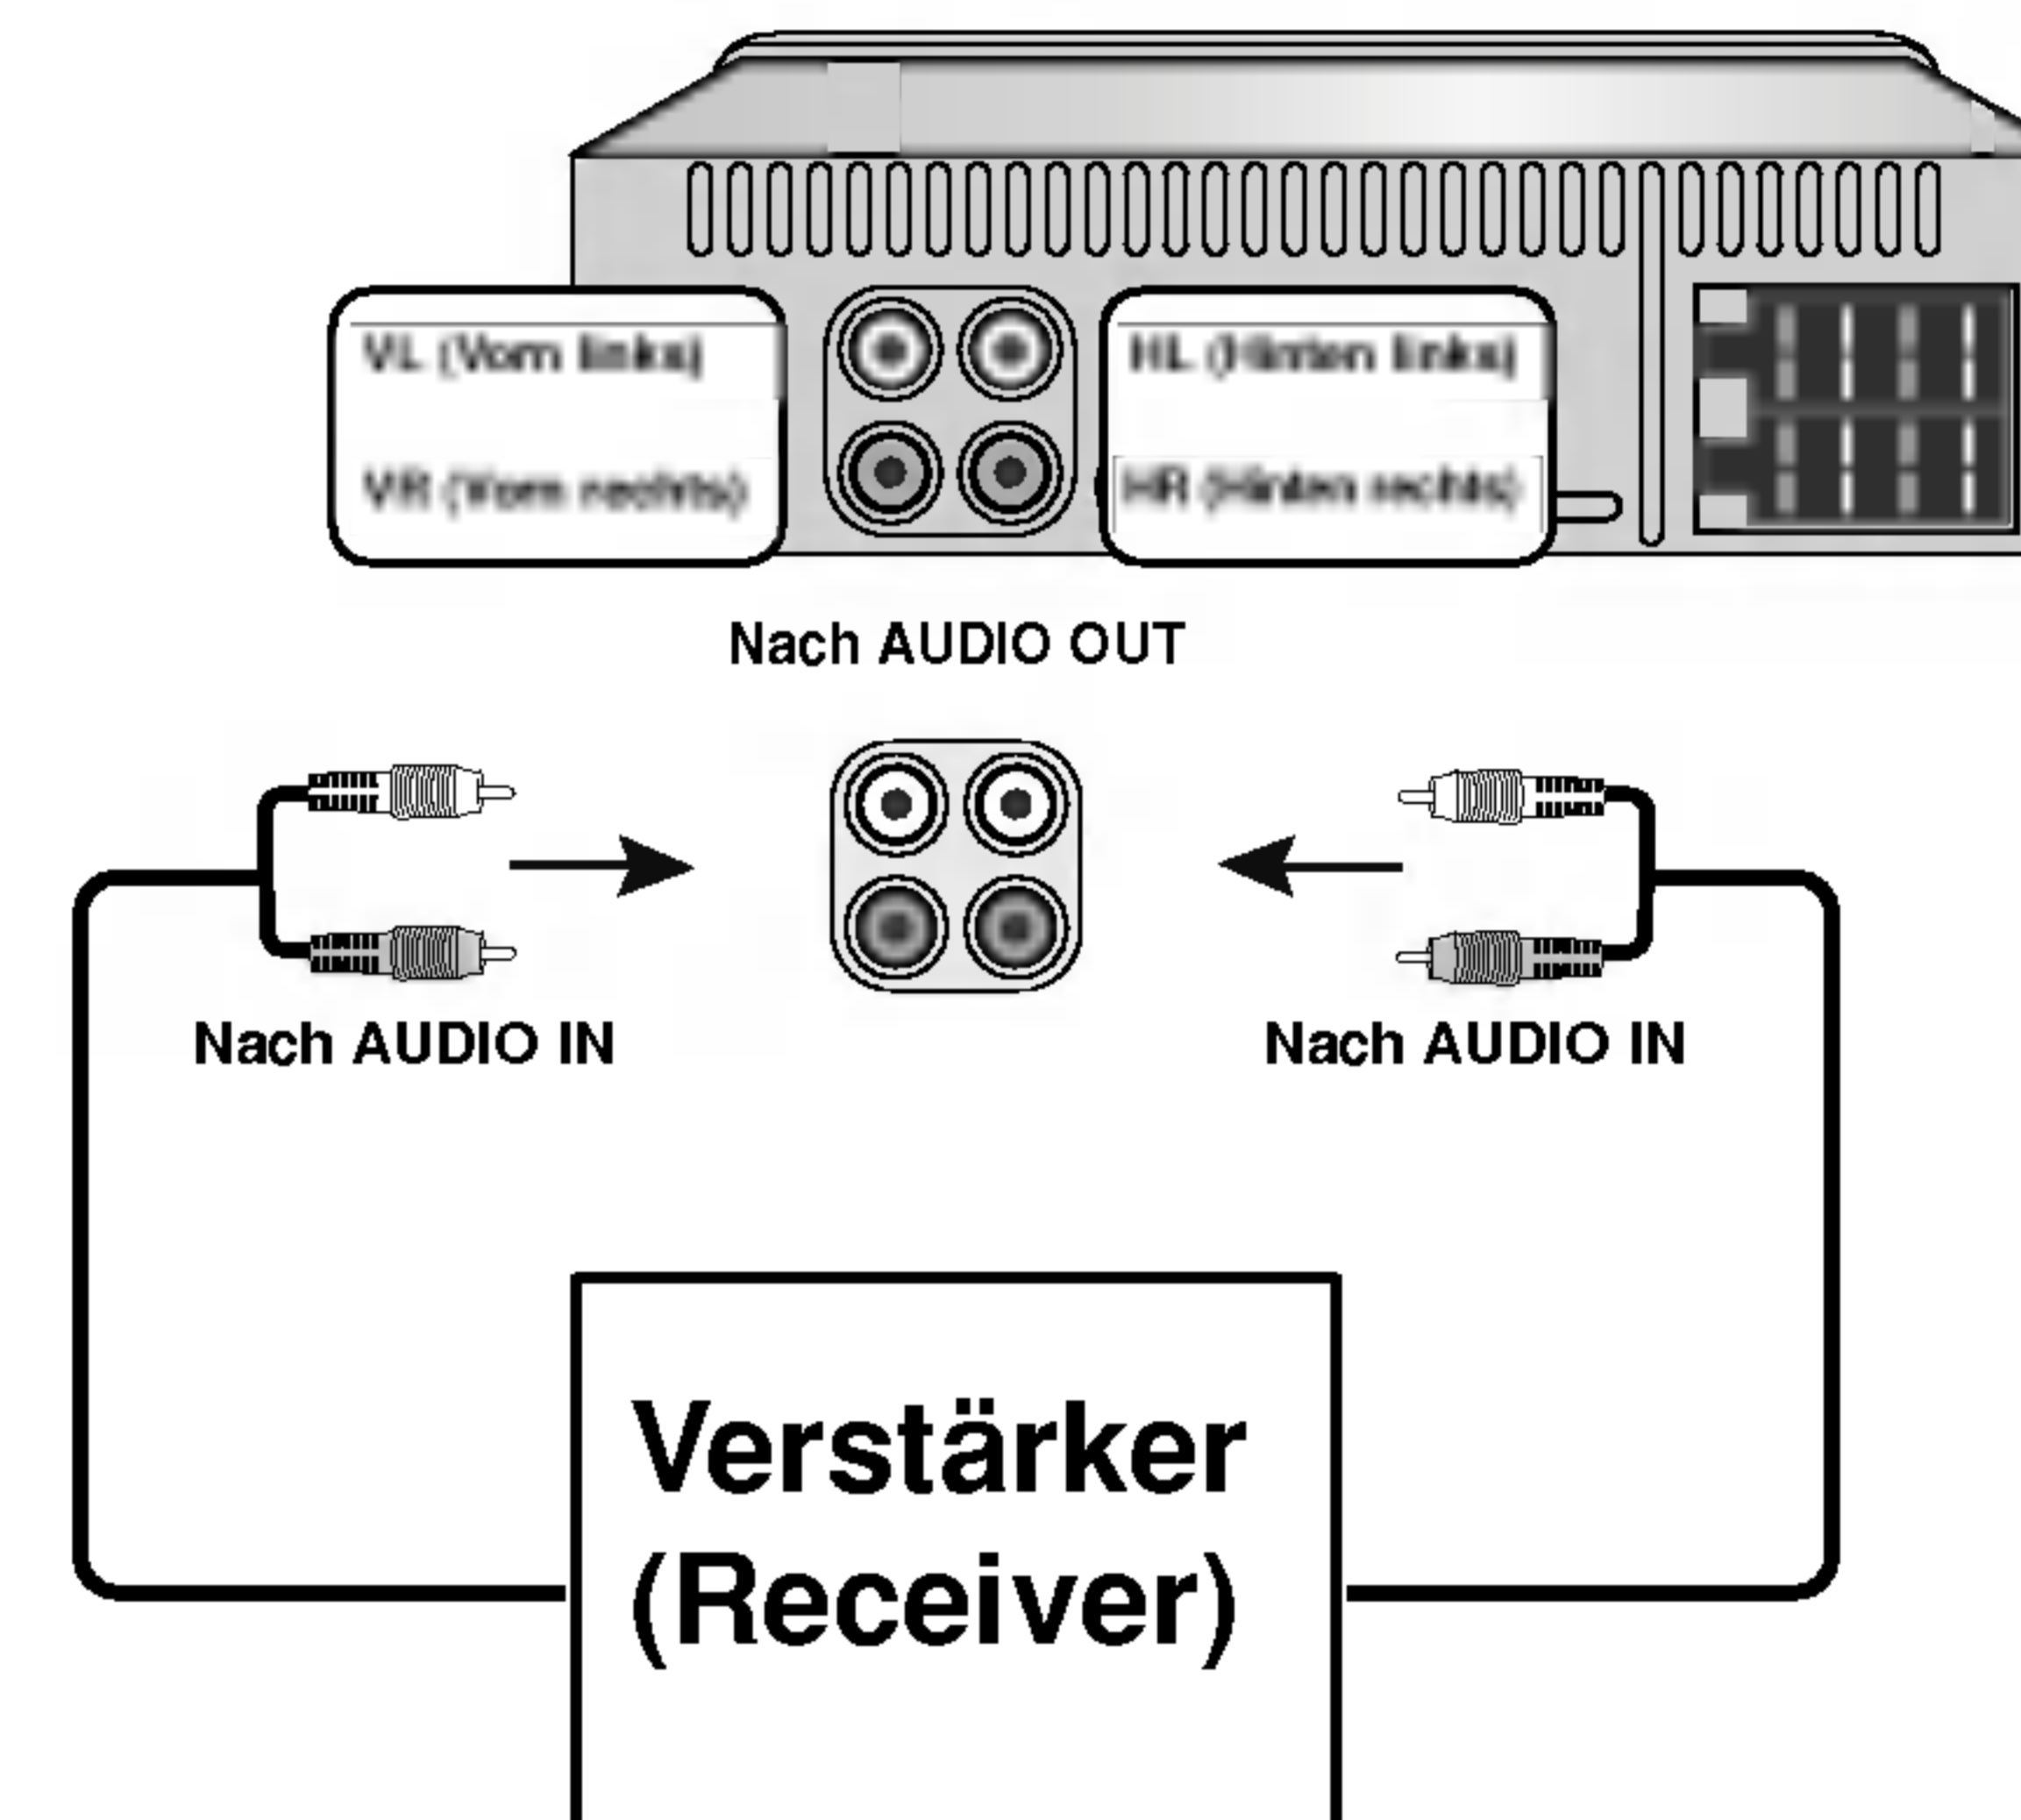 VL (Vorn links)
HL (Hinten links)
VR (Vorn rechts)
HR (Hinten rechts)
Nach AUDIO OUT
Nach AUDIO IN
Nach AUDIO IN
Verstärker
(Receiver)